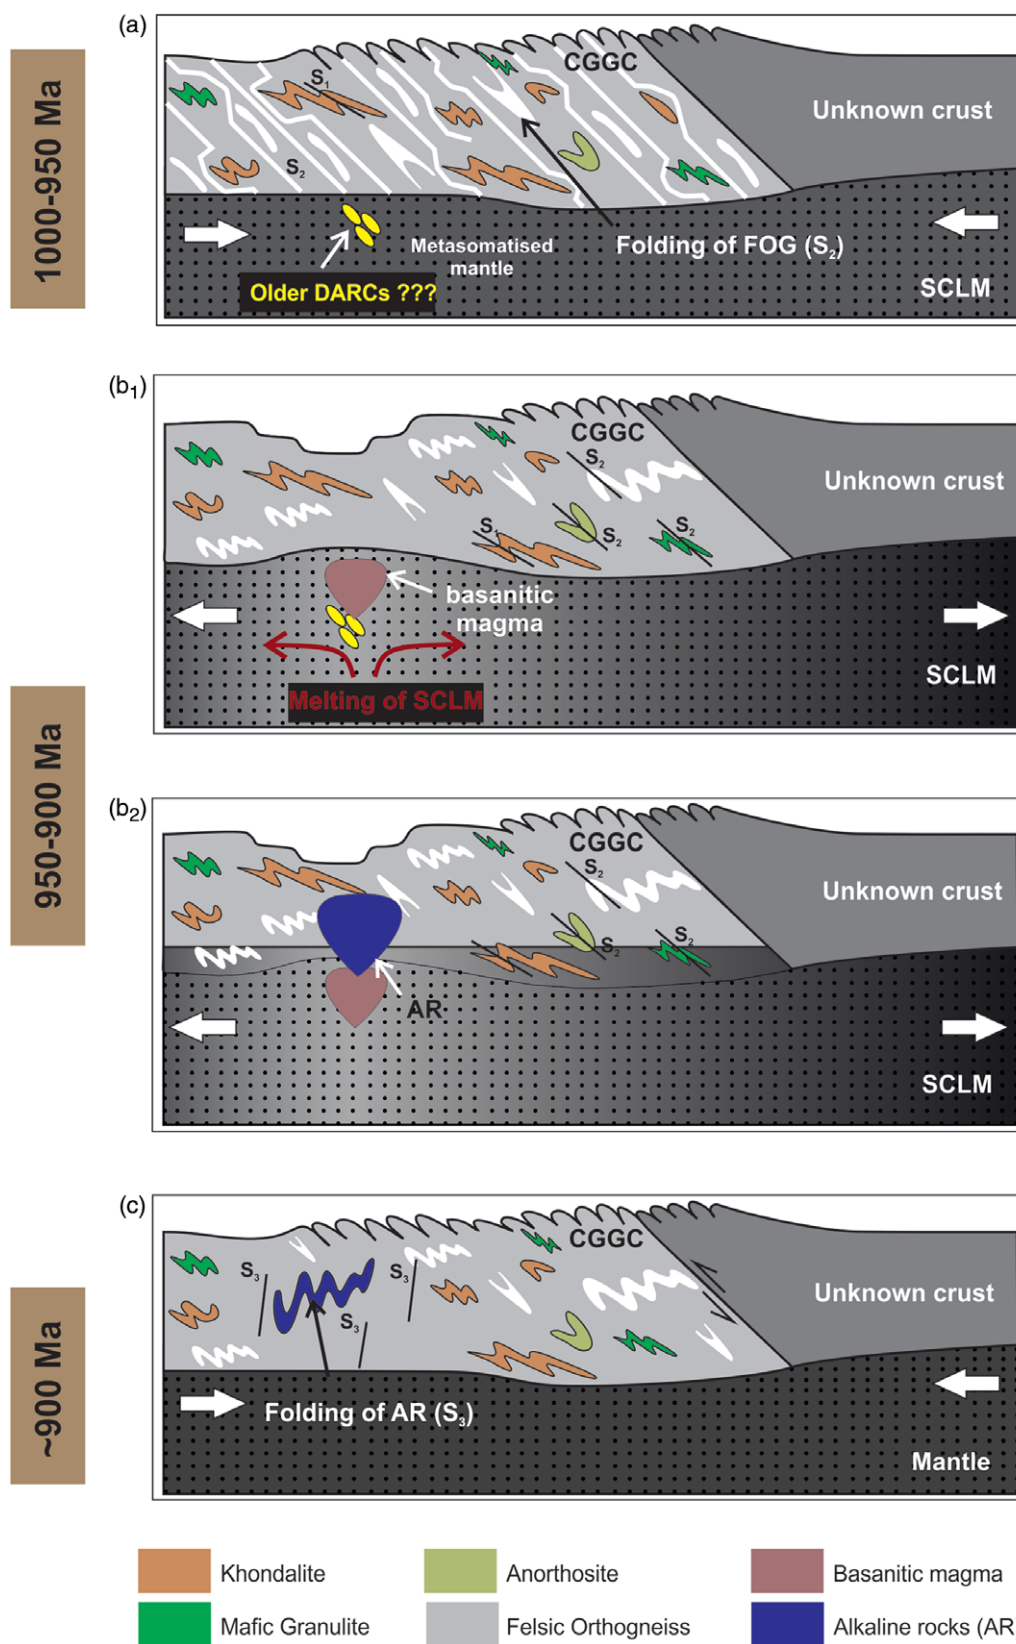 1000-950 Ma
(a)
CGGC
S1
S2
Unknown crust
Metasomatised
mantle
Folding of FOG (S2)
Older DARCs ???
SCLM
950-900 Ma
(b1)
CGGC
S2
Unknown crust
S1
S2
S2
basanitic
magma
Melting of SCLM
SCLM
(b2)
CGGC
S2
Unknown crust
S2
S2
AR
SCLM
~900 Ma
(c)
CGGC
S3
S3
S3
Unknown crust
Folding of AR (S3)
Mantle
Khondalite
Anorthosite
Basanitic magma
Mafic Granulite
Felsic Orthogneiss
Alkaline rocks (AR